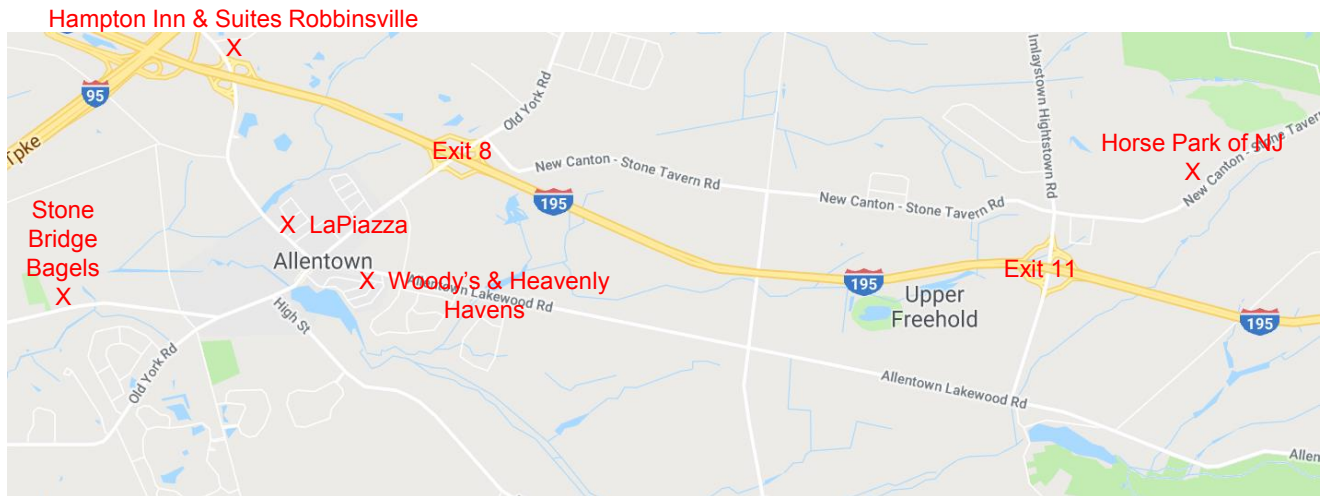 Hampton Inn & Suites Robbinsville
X
95
Tpke
Old York Rd
Imlaystown Hightstown Rd
Exit 8
Horse Park of NJ
X
New Canton - Stone Tavern Rd
New Canton - Stone Tavern Rd
New Canton - Stone Tavern
195
Stone
Bridge
Bagels
X
X LaPiazza
Allentown
X Woody's & Heavenly
Havens
Allentown Lakewood Rd
Exit 11
195
Upper
Freehold
195
High St
Old York Rd
Allentown Lakewood Rd
Allen